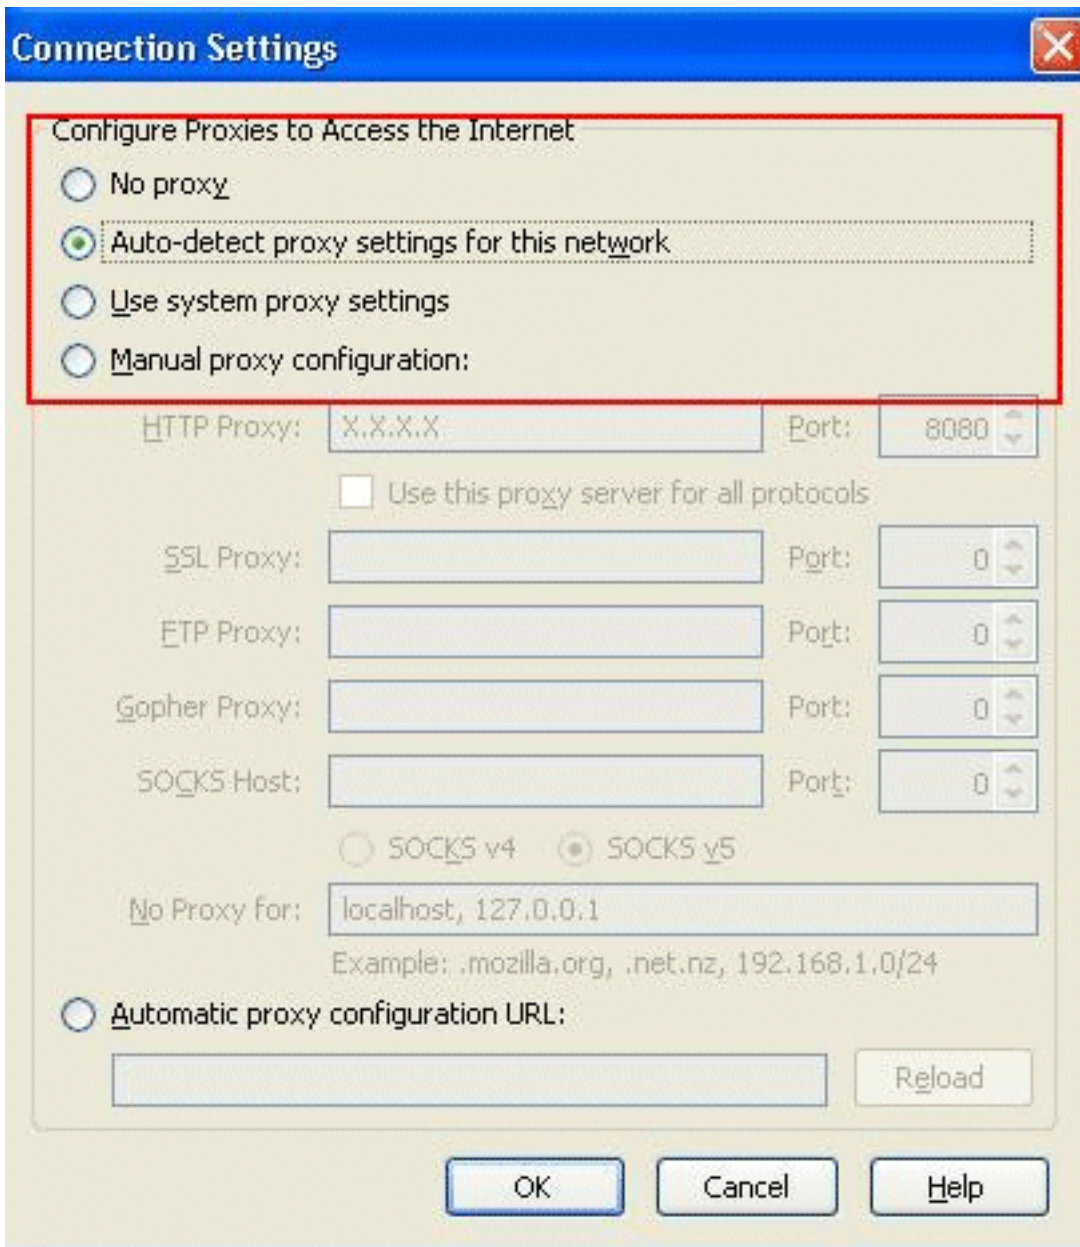 Connection Settings
Configure Proxies to Access the Internet
No proxy
Auto-detect proxy settings for this network
Use system proxy settings
Manual proxy configuration:
HTTP Proxy: X.X.X.X Port: 8080
Use this proxy server for all protocols
SSL Proxy: Port: 0
FTP Proxy: Port: 0
Gopher Proxy: Port: 0
SOCKS Host: Port: 0
SOCKS v4 SOCKS v5
No Proxy for: localhost, 127.0.0.1
Example: .mozilla.org, .net.nz, 192.168.1.0/24
Automatic proxy configuration URL:
Reload
OK Cancel Help